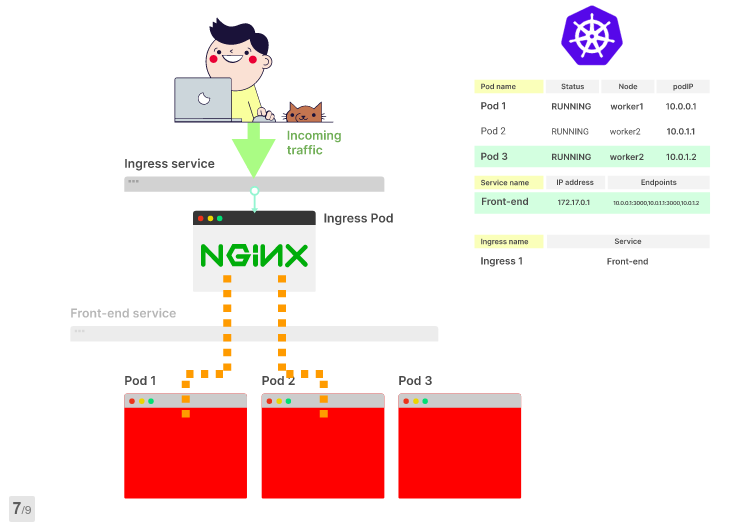 Incoming
traffic
Ingress service
***
Ingress Pod
NGINX
Front-end service
***
Pod 1
Pod 2
Pod 3
Pod name Status Node podIP
Pod 1 RUNNING worker1 10.0.0.1
Pod 2 RUNNING worker2 10.0.1.1
Pod 3 RUNNING worker2 10.0.1.2
Service name IP address Endpoints
Front-end 172.17.0.1 10.0.0.1:3000,10.0.1.1:3000,10.0.1.2
Ingress name Service
Ingress 1 Front-end
7/9